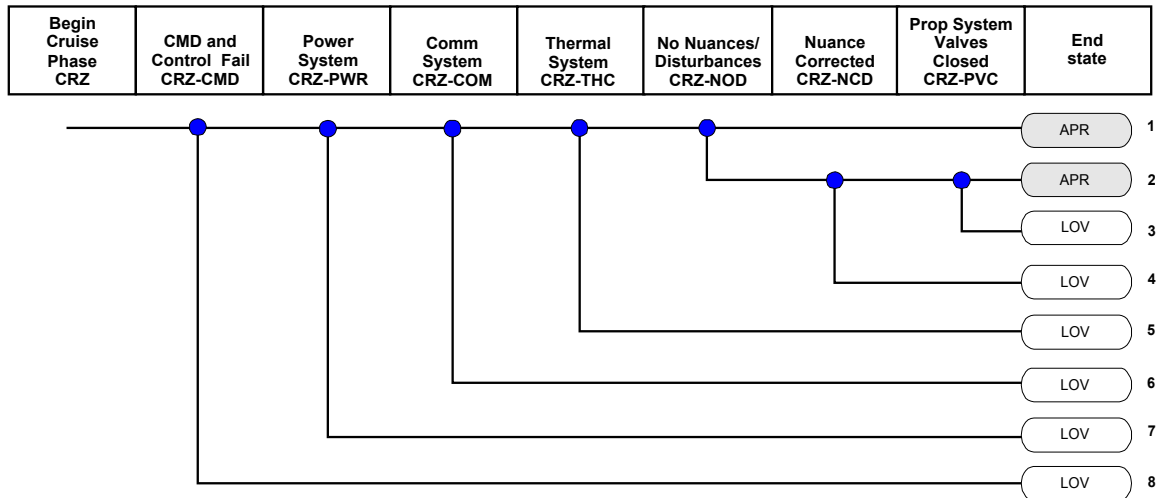 Begin
Cruise
Phase
CRZ
CMD and
Control Fail
CRZ-CMD
Power
System
CRZ-PWR
Comm
System
CRZ-COM
Thermal
System
CRZ-THC
No Nuances/
Disturbances
CRZ-NOD
Nuance
Corrected
CRZ-NCD
Prop System
Valves
Closed
CRZ-PVC
End
state
APR 1
APR 2
LOV 3
LOV 4
LOV 5
LOV 6
LOV 7
LOV 8